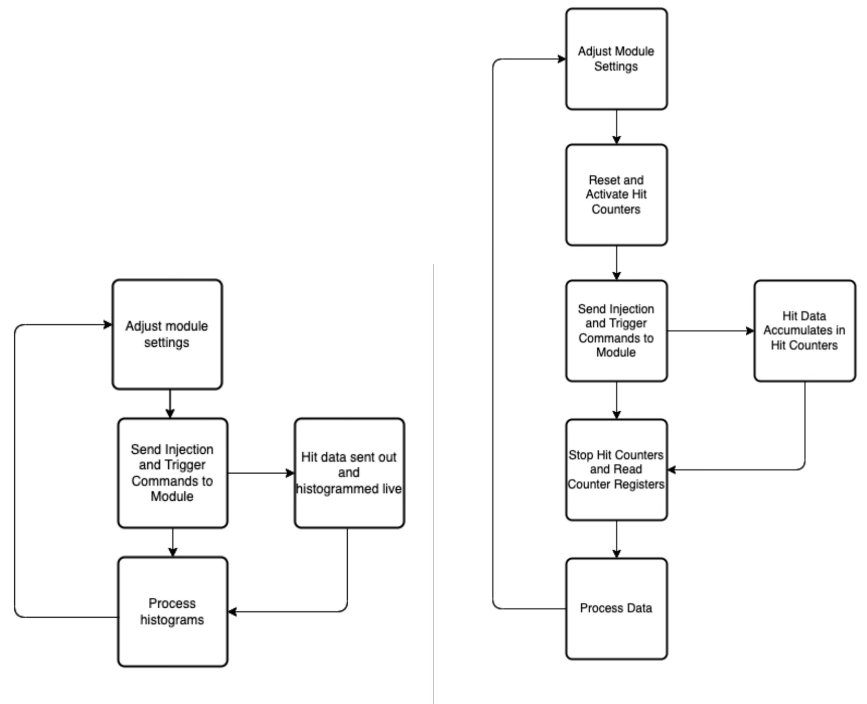 Adjust module
settings
Send Injection
and Trigger
Commands to
Module
Hit data sent out
and
histogrammed live
Process
histograms
Adjust Module
Settings
Reset and
Activate Hit
Counters
Send Injection
and Trigger
Commands to
Module
Hit Data
Accumulates in
Hit Counters
Stop Hit Counters
and Read
Counter Registers
Process Data